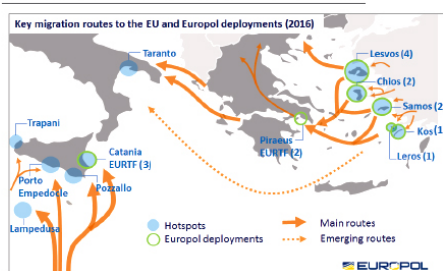 Key migration routes to the EU and Europol deployments (2016)
Taranto
Lesvos (4)
Chios (2)
Samos (2
Kos (1
Leros (1)
Piraeus
EURTF (2)
Trapani
Catania
EURTF (3)
Porto
Empedocle
Pozzallo
Lampedusa
Hotspots
Main routes
Europol deployments
Emerging routes
EUROPOL